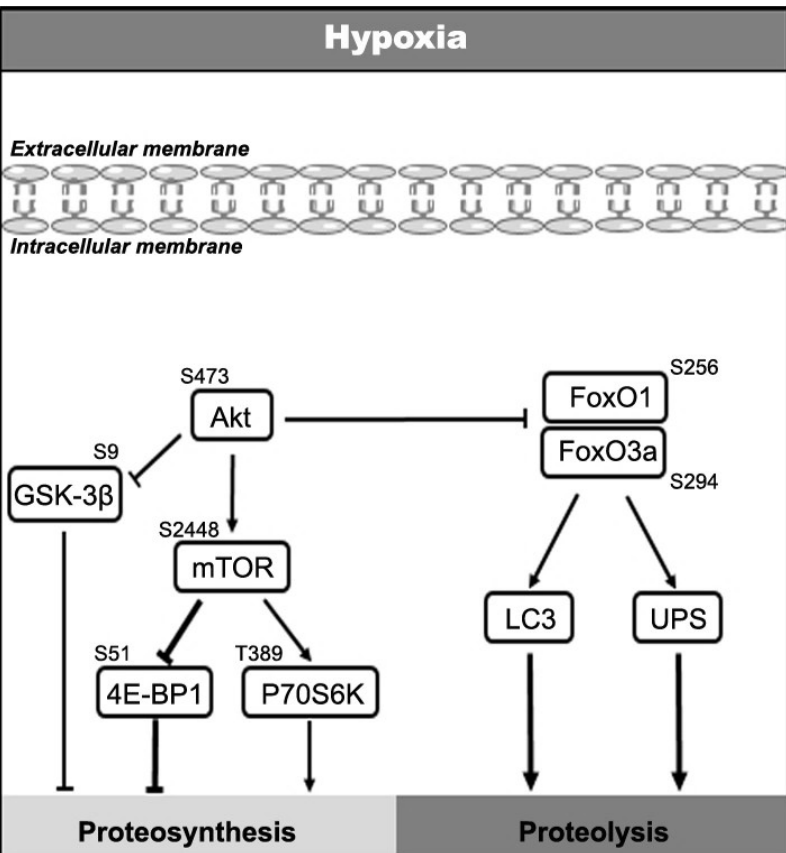 Hypoxia
Extracellular membrane
Intracellular membrane
S473
Akt
S256
FoxO1
FoxO3a
S294
S9
GSK-3β
S2448
mTOR
LC3
UPS
S51
4E-BP1
T389
P70S6K
Proteosynthesis
Proteolysis